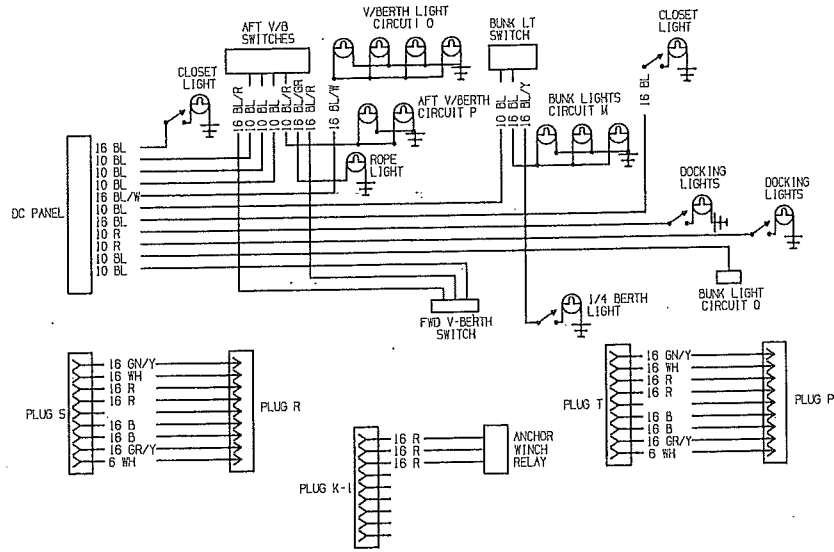 AFT V/B
SWITCHES
V/BERTH LIGHT
CIRCUIT O
BUNK LT
SWITCH
CLOSET
LIGHT
CLOSET
LIGHT
AFT V/BERTH
CIRCUIT P
BUNK LIGHTS
CIRCUIT M
ROPE
LIGHT
10 BL
10 BL
10 BL
10 BL/R
16 BL/GR
16 BL/R
16 BL/W
10 BL
16 BL
16 BL/Y
16 BL
DC PANEL
16 BL
10 BL
10 BL
10 BL
16 BL/W
10 BL
16 BL
10 R
10 R
10 BL
10 BL
DOCKING
LIGHTS
DOCKING
LIGHTS
FWD V-BERTH
SWITCH
1/4 BERTH
LIGHT
BUNK LIGHT
CIRCUIT Q
PLUG S
16 GN/Y
16 WH
16 R
16 R
16 B
16 B
16 GR/Y
6 WH
PLUG R
PLUG K-1
16 R
16 R
16 R
ANCHOR
WINCH
RELAY
PLUG T
16 GN/Y
16 WH
16 R
16 R
16 B
16 B
16 GR/Y
6 WH
PLUG P